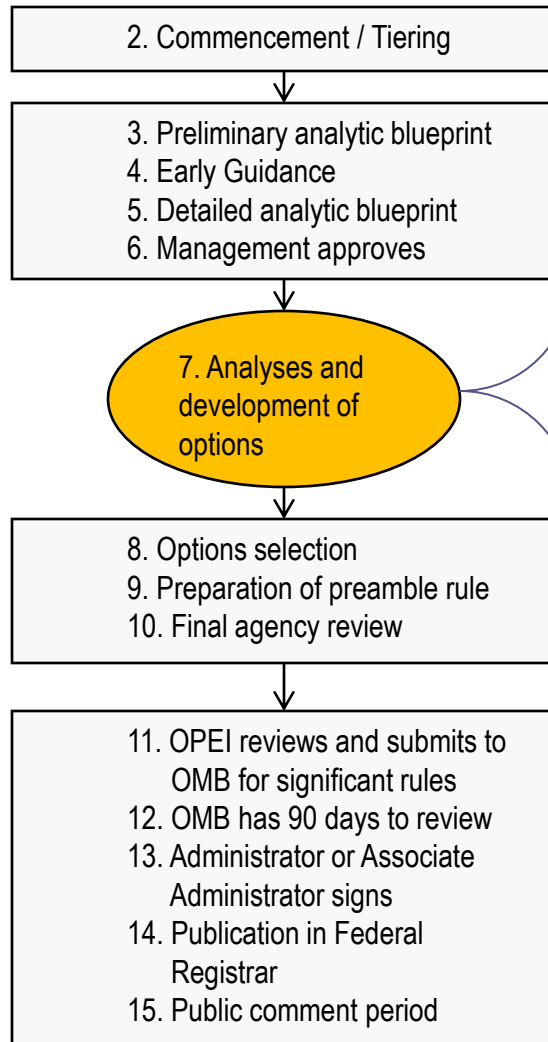 2. Commencement / Tiering
3. Preliminary analytic blueprint
4. Early Guidance
5. Detailed analytic blueprint
6. Management approves
7. Analyses and
development of
options
8. Options selection
9. Preparation of preamble rule
10. Final agency review
11. OPEI reviews and submits to
OMB for significant rules
12. OMB has 90 days to review
13. Administrator or Associate
Administrator signs
14. Publication in Federal
Registrar
15. Public comment period